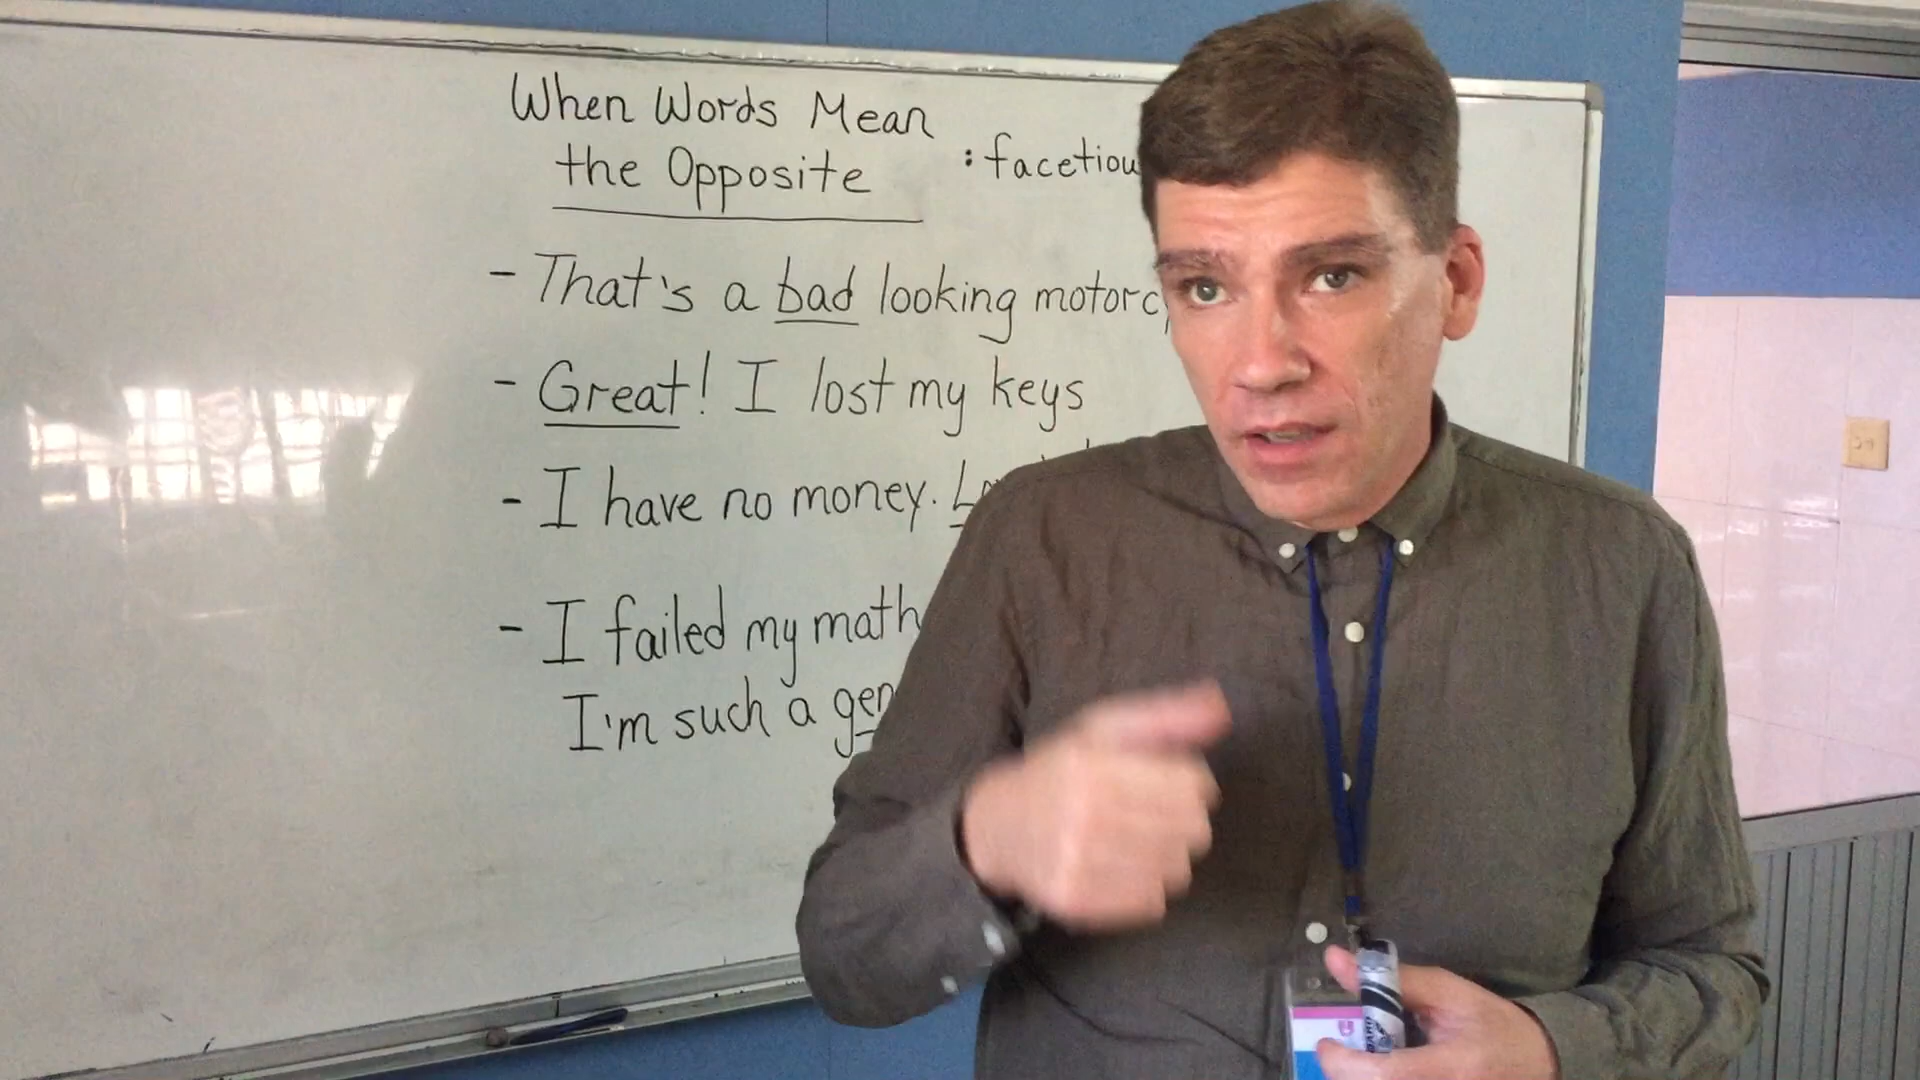 When Words Mean
the Opposite : facetiou
- That's a bad looking motorc
- Great! I lost my keys
- I have no money.
- I failed my math
I'm such a gen